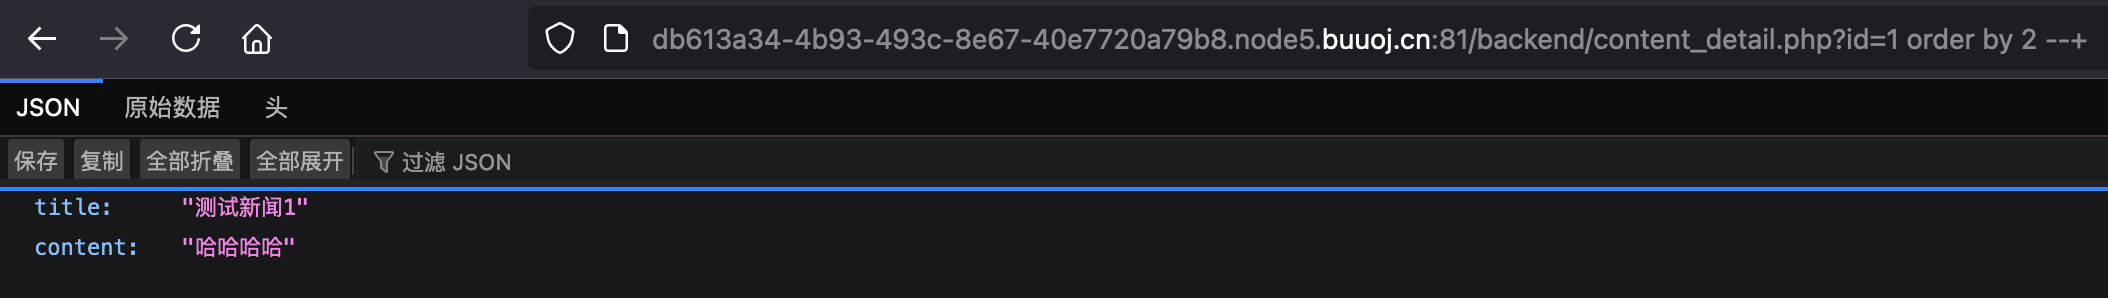 db613a34-4b93-493c-8e67-40e7720a79b8.node5.buuoj.cn:81/backend/content_detail.php?id=1 order by 2 --+
JSON 原始数据 头
保存 复制 全部折叠 全部展开 过滤 JSON
title: "测试新闻1"
content: "哈哈哈哈"